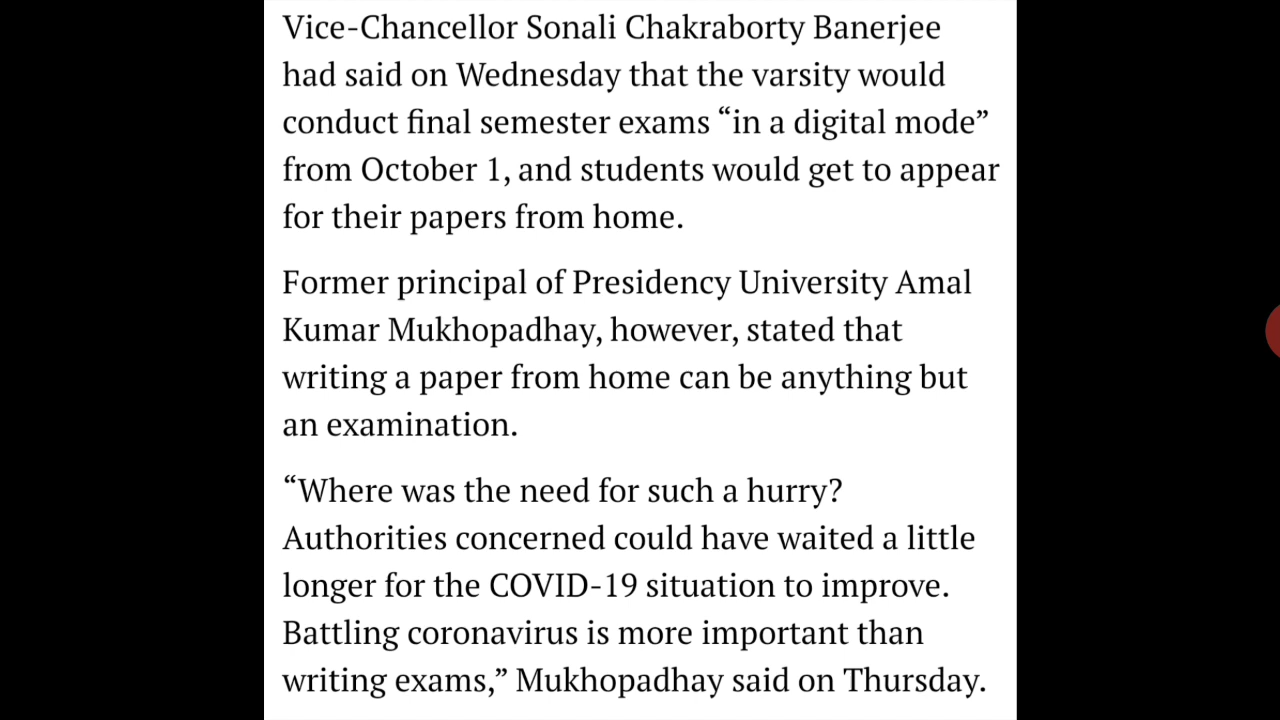 Vice-Chancellor Sonali Chakraborty Banerjee
had said on Wednesday that the varsity would
conduct final semester exams “in a digital mode”
from October 1, and students would get to appear
for their papers from home.
Former principal of Presidency University Amal
Kumar Mukhopadhay, however, stated that
writing a paper from home can be anything but
an examination.
“Where was the need for such a hurry?
Authorities concerned could have waited a little
longer for the COVID-19 situation to improve.
Battling coronavirus is more important than
writing exams,” Mukhopadhay said on Thursday.